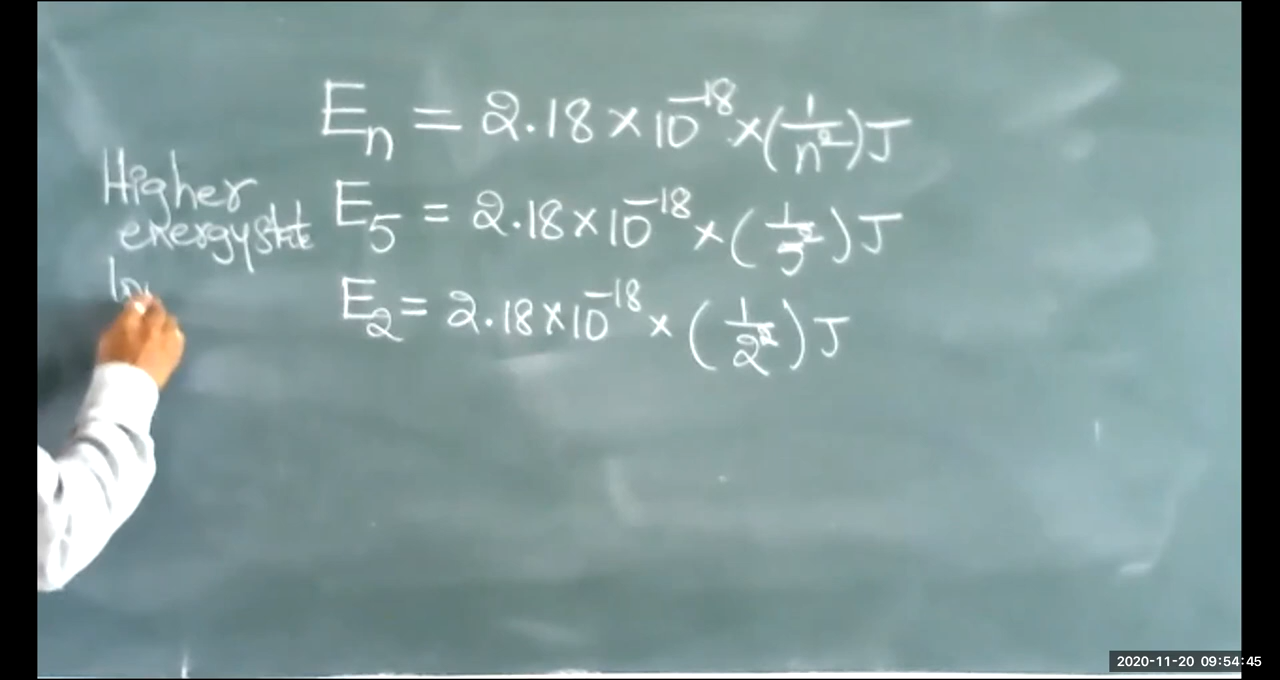 Eₙ = 2.18 × 10⁻¹⁸ × (1/n²) J
Higher
energy state
E₅ = 2.18 × 10⁻¹⁸ × (1/5²) J
E₂ = 2.18 × 10⁻¹⁸ × (1/2²) J
2020-11-20 09:54:45